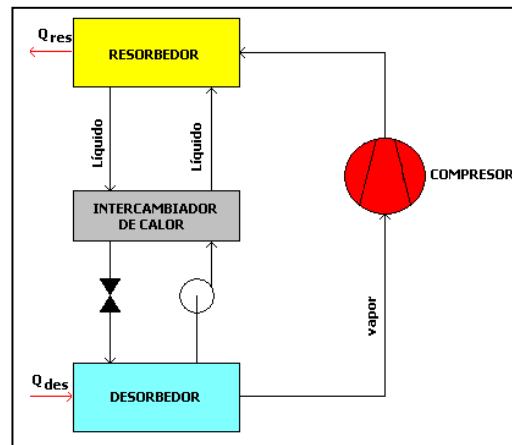 Qres
RESORBEDOR
Líquido
Líquido
COMPRESOR
INTERCAMBIADOR
DE CALOR
vapor
Qdes
DESORBEDOR